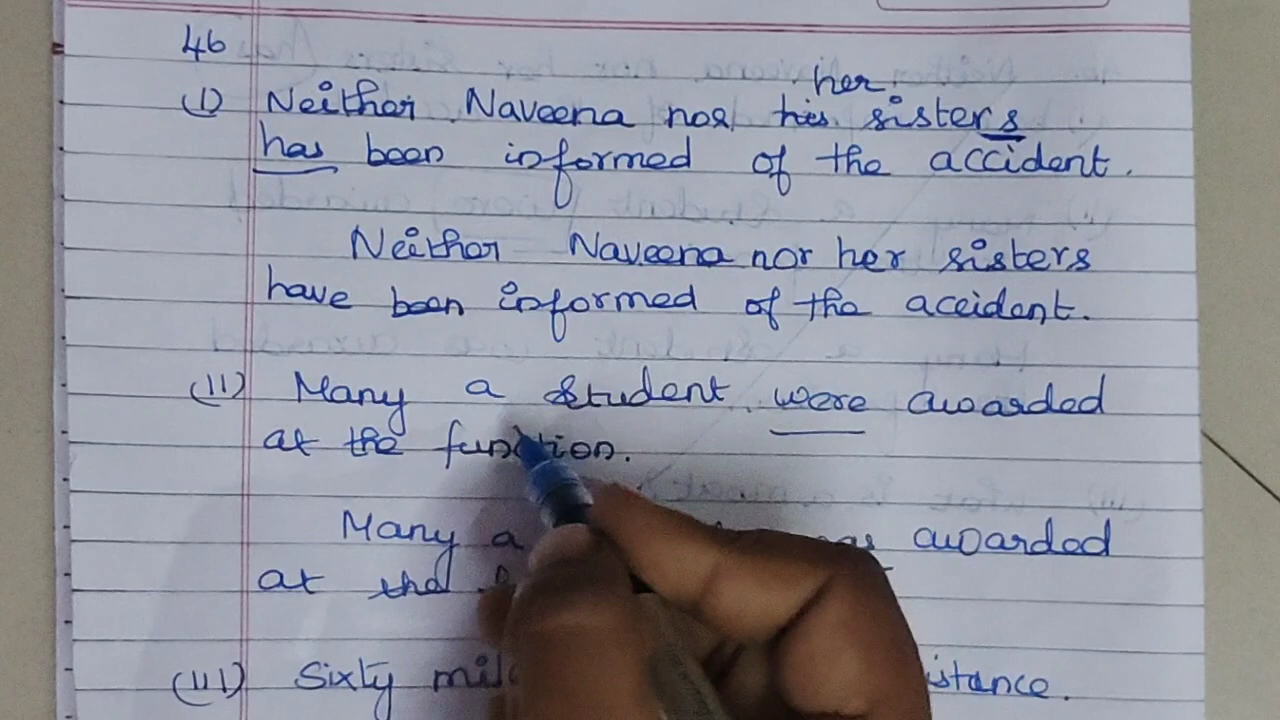 46
(I) Neither Naveena nor his her sisters
has been informed of the accident.
Neither Naveena nor her sisters
have been informed of the accident.
(II) Many a student were awarded
at the function.
Many a was awarded
at the
(III) Sixty istance.